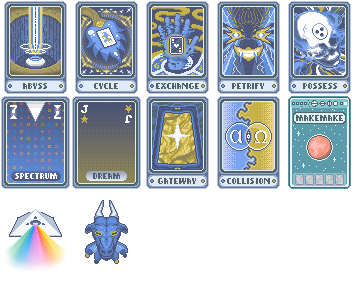 ABYSS
CYCLE
EXCHANGE
PETRIFY
POSSESS
SPECTRUM
J
J
DREAM
GATEWAY
α Ω
COLLISION
MAKEMAKE